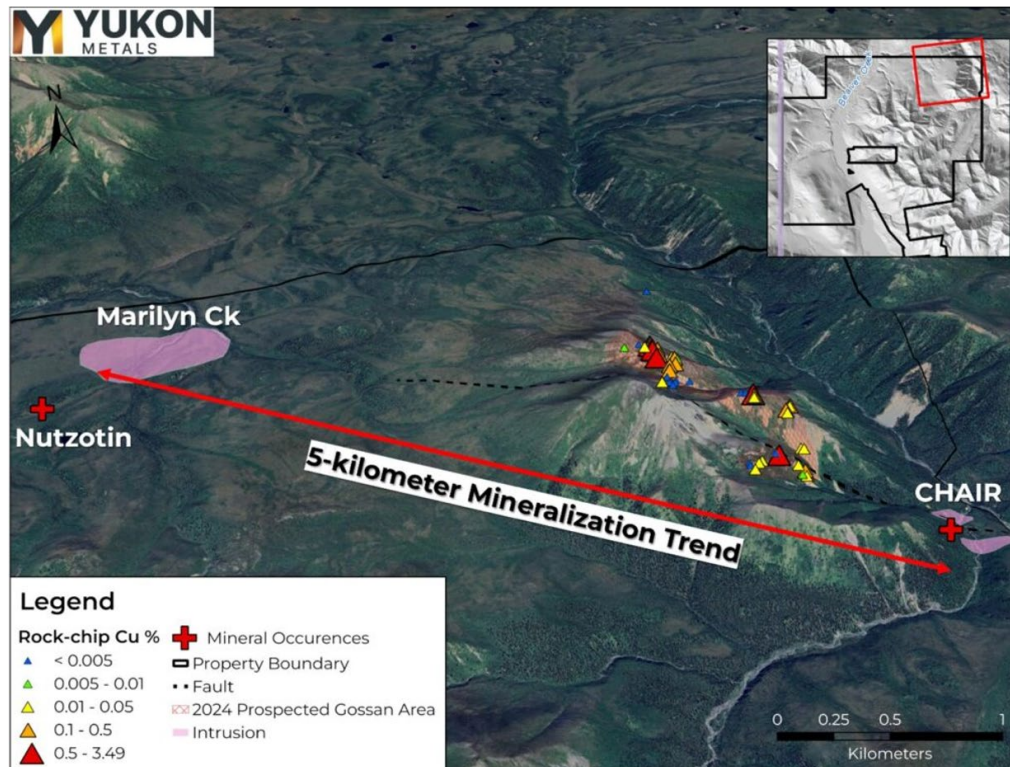 YUKON
METALS
N
Beaver Creek
Marilyn Ck
Nutzotin
5-kilometer Mineralization Trend
CHAIR
Legend
Rock-chip Cu %
< 0.005
0.005 - 0.01
0.01 - 0.05
0.1 - 0.5
0.5 - 3.49
Mineral Occurences
Property Boundary
Fault
2024 Prospected Gossan Area
Intrusion
0 0.25 0.5 1
Kilometers